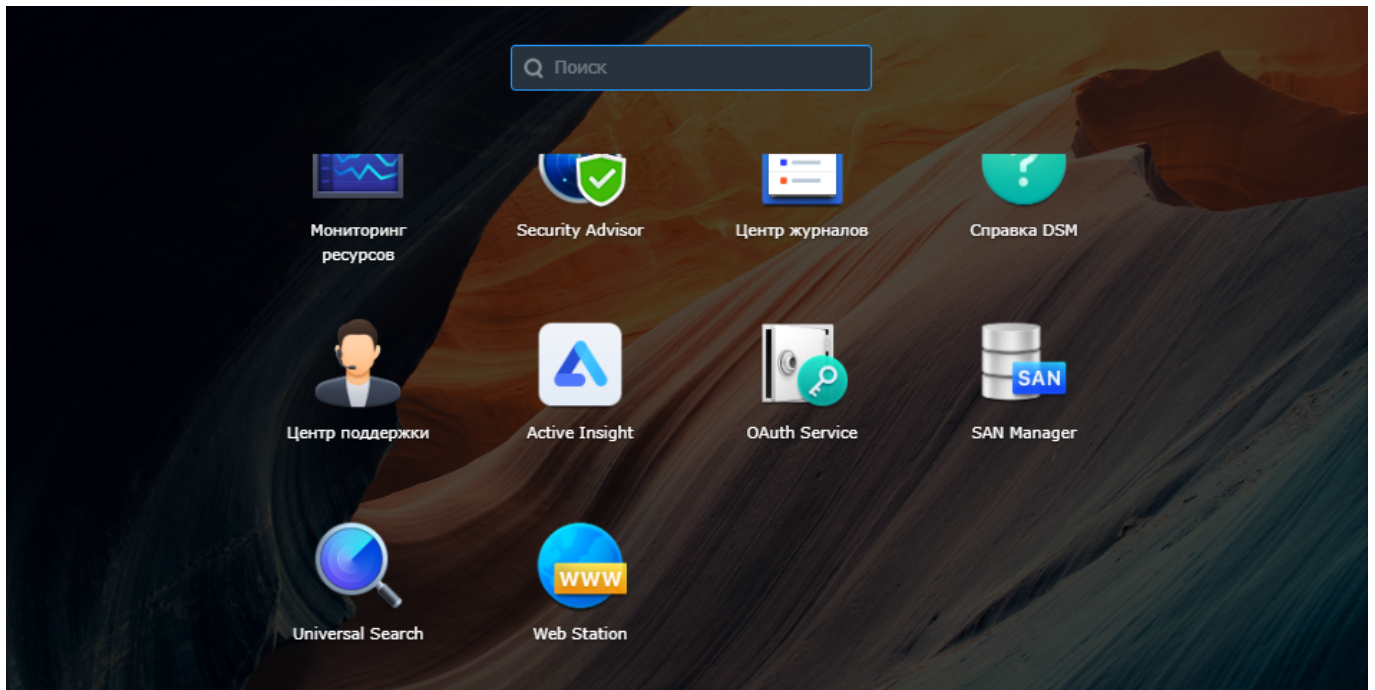 Поиск
Мониторинг
ресурсов
Security Advisor
Центр журналов
Справка DSM
?
Центр поддержки
Active Insight
OAuth Service
SAN Manager
SAN
Universal Search
Web Station
www